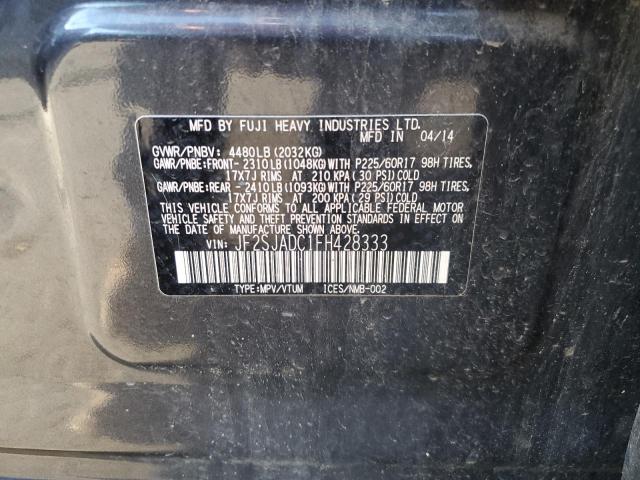 MFD BY FUJI HEAVY INDUSTRIES LTD.
MFD IN 04/14
GVWR/PNBV: 4480LB (2032KG)
GAWR/PNBE:FRONT- 2310LB (1048KG) WITH P225/60R17 98H TIRES,
17X7J RIMS AT 210 KPA (30 PSI) COLD
GAWR/PNBE:REAR - 2410LB (1093KG) WITH P225/60R17 98H TIRES,
17X7J RIMS AT 200 KPA (29 PSI) COLD
THIS VEHICLE CONFORMS TO ALL APPLICABLE FEDERAL MOTOR
VEHICLE SAFETY AND THEFT PREVENTION STANDARDS IN EFFECT ON
THE DATE OF MANUFACTURE SHOWN ABOVE.
VIN: JF2SJADC1FH428333
TYPE:MPV/VTUM ICES/NMB-002